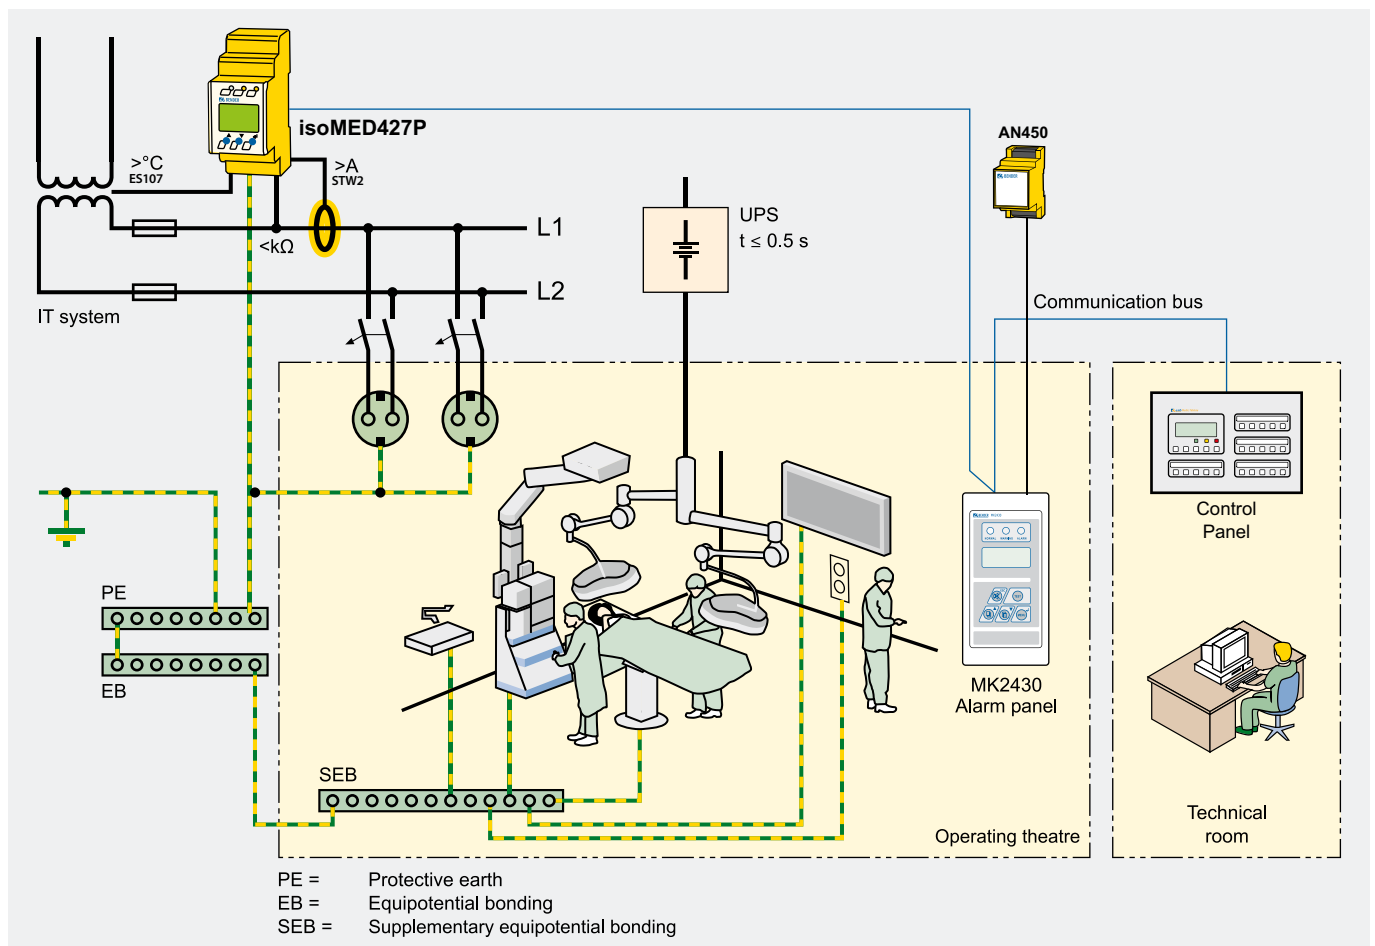 isoMED427P
>°C
ES107
>A
STW2
<kΩ
L1
L2
IT system
UPS
t ≤ 0.5 s
AN450
BENDER
Communication bus
PE
EB
SEB
MK2430
Alarm panel
Control
Panel
Technical
room
Operating theatre
PE = Protective earth
EB = Equipotential bonding
SEB = Supplementary equipotential bonding